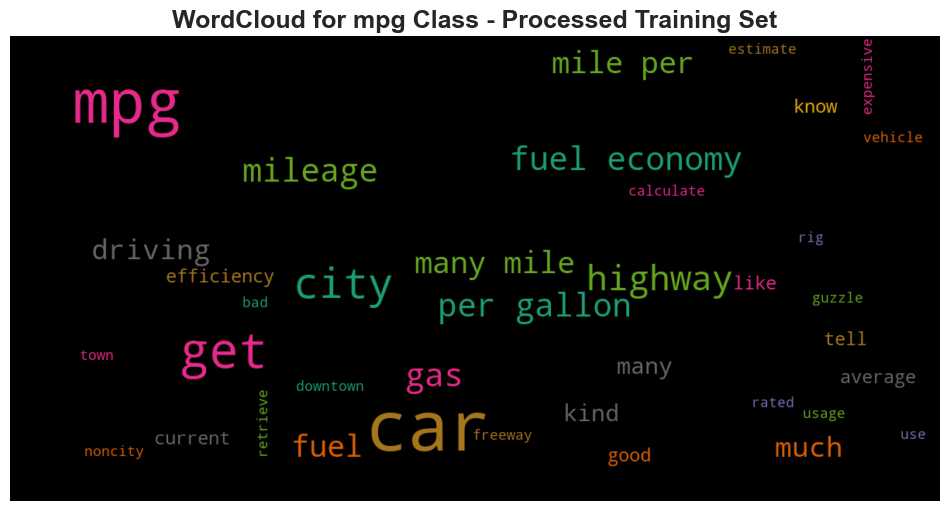 WordCloud for mpg Class - Processed Training Set
estimate
mile per
expensive
mpg
know
vehicle
fuel economy
mileage
calculate
rig
driving
many mile
efficiency
highway
city
like
bad
per gallon
guzzle
tell
get
town
many
gas
average
downtown
rated
kind
usage
retrieve
car
freeway
use
current
fuel
much
noncity
good